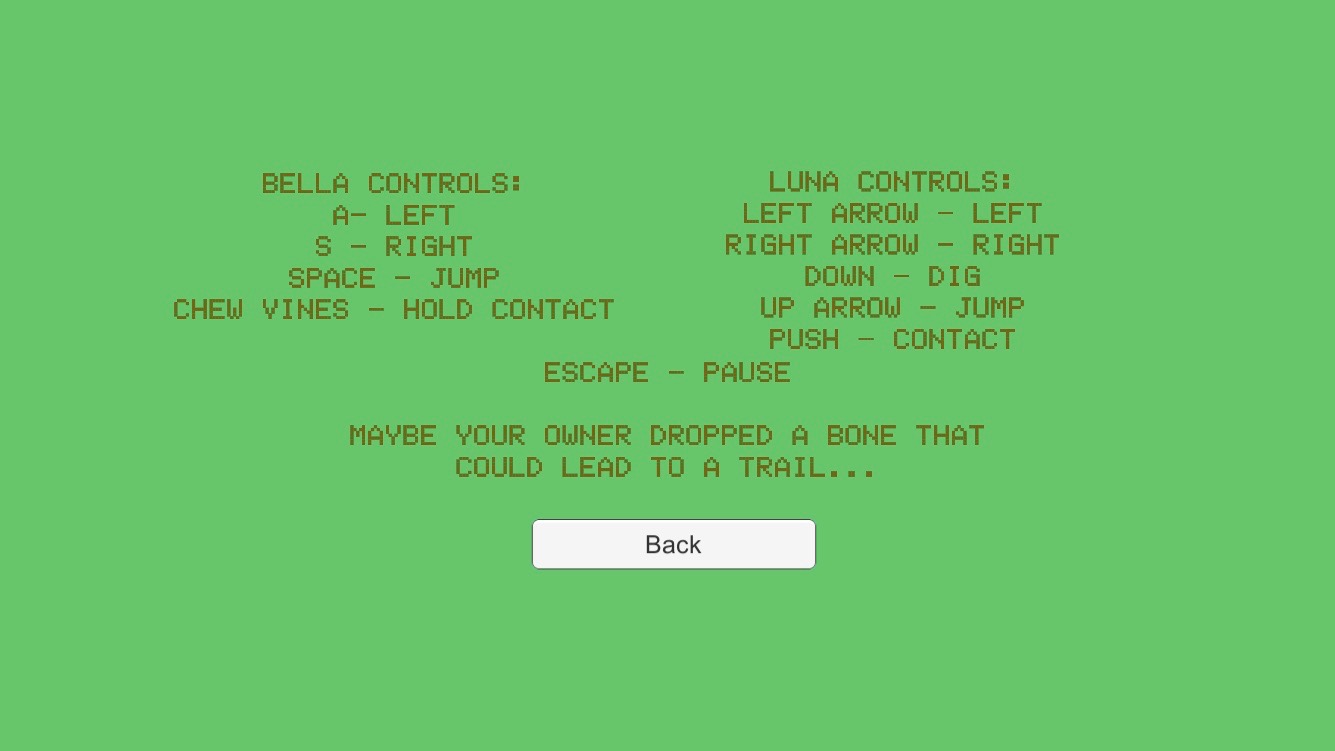 BELLA CONTROLS:
A- LEFT
S - RIGHT
SPACE - JUMP
CHEW VINES - HOLD CONTACT
LUNA CONTROLS:
LEFT ARROW - LEFT
RIGHT ARROW - RIGHT
DOWN - DIG
UP ARROW - JUMP
PUSH - CONTACT
ESCAPE - PAUSE
MAYBE YOUR OWNER DROPPED A BONE THAT
COULD LEAD TO A TRAIL...
Back